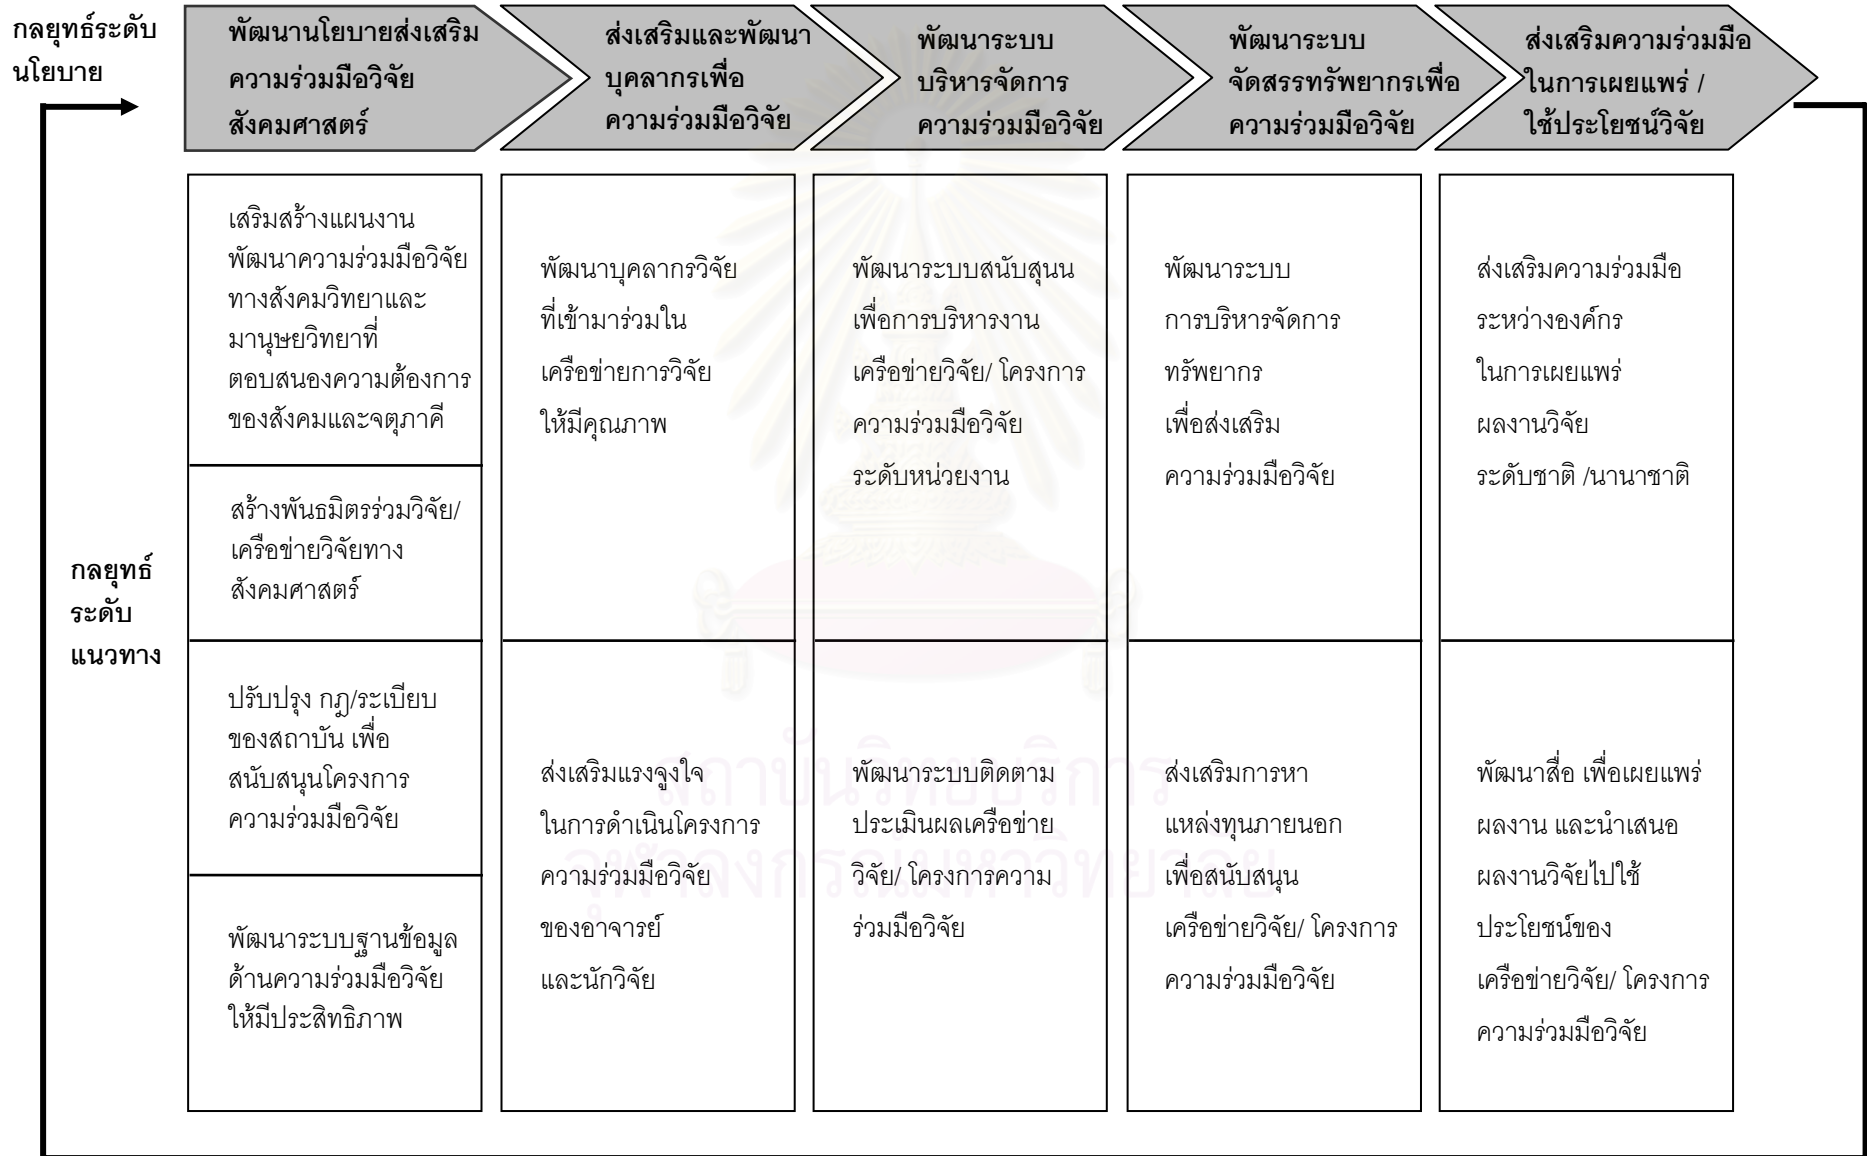 กลยุทธ์ระดับ
นโยบาย
พัฒนานโยบายส่งเสริม
ความร่วมมือวิจัย
สังคมศาสตร์
ส่งเสริมและพัฒนา
บุคลากรเพื่อ
ความร่วมมือวิจัย
พัฒนาระบบ
บริหารจัดการ
ความร่วมมือวิจัย
พัฒนาระบบ
จัดสรรทรัพยากรเพื่อ
ความร่วมมือวิจัย
ส่งเสริมความร่วมมือ
ในการเผยแพร่ /
ใช้ประโยชน์วิจัย
กลยุทธ์
ระดับ
แนวทาง
เสริมสร้างแผนงาน
พัฒนาความร่วมมือวิจัย
ทางสังคมวิทยาและ
มานุษยวิทยาที่
ตอบสนองความต้องการ
ของสังคมและจตุภาคี
สร้างพันธมิตรร่วมวิจัย/
เครือข่ายวิจัยทาง
สังคมศาสตร์
ปรับปรุง กฎ/ระเบียบ
ของสถาบัน เพื่อ
สนับสนุนโครงการ
ความร่วมมือวิจัย
พัฒนาระบบฐานข้อมูล
ด้านความร่วมมือวิจัย
ให้มีประสิทธิภาพ
พัฒนาบุคลากรวิจัย
ที่เข้ามาร่วมใน
เครือข่ายการวิจัย
ให้มีคุณภาพ
ส่งเสริมแรงจูงใจ
ในการดำเนินโครงการ
ความร่วมมือวิจัย
ของอาจารย์
และนักวิจัย
พัฒนาระบบสนับสุนน
เพื่อการบริหารงาน
เครือข่ายวิจัย/ โครงการ
ความร่วมมือวิจัย
ระดับหน่วยงาน
พัฒนาระบบติดตาม
ประเมินผลเครือข่าย
วิจัย/ โครงการความ
ร่วมมือวิจัย
พัฒนาระบบ
การบริหารจัดการ
ทรัพยากร
เพื่อส่งเสริม
ความร่วมมือวิจัย
ส่งเสริมการหา
แหล่งทุนภายนอก
เพื่อสนับสนุน
เครือข่ายวิจัย/ โครงการ
ความร่วมมือวิจัย
ส่งเสริมความร่วมมือ
ระหว่างองค์กร
ในการเผยแพร่
ผลงานวิจัย
ระดับชาติ /นานาชาติ
พัฒนาสื่อ เพื่อเผยแพร่
ผลงาน และนำเสนอ
ผลงานวิจัยไปใช้
ประโยชน์ของ
เครือข่ายวิจัย/ โครงการ
ความร่วมมือวิจัย
สถาบันวิทยบริการ
จุฬาลงกรณ์มหาวิทยาลัย